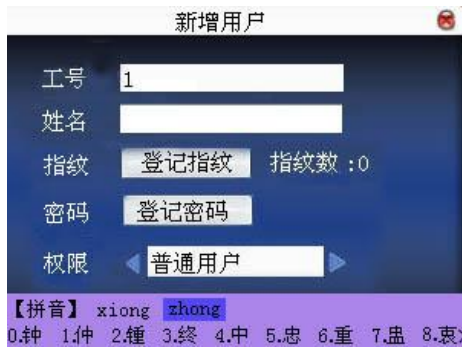 新增用户
工号 1
姓名
指纹 登记指纹 指纹数:0
密码 登记密码
权限 普通用户
【拼音】 xiong zhong
0.钟 1.仲 2.锺 3.终 4.中 5.忠 6.重 7.蛊 8.衷